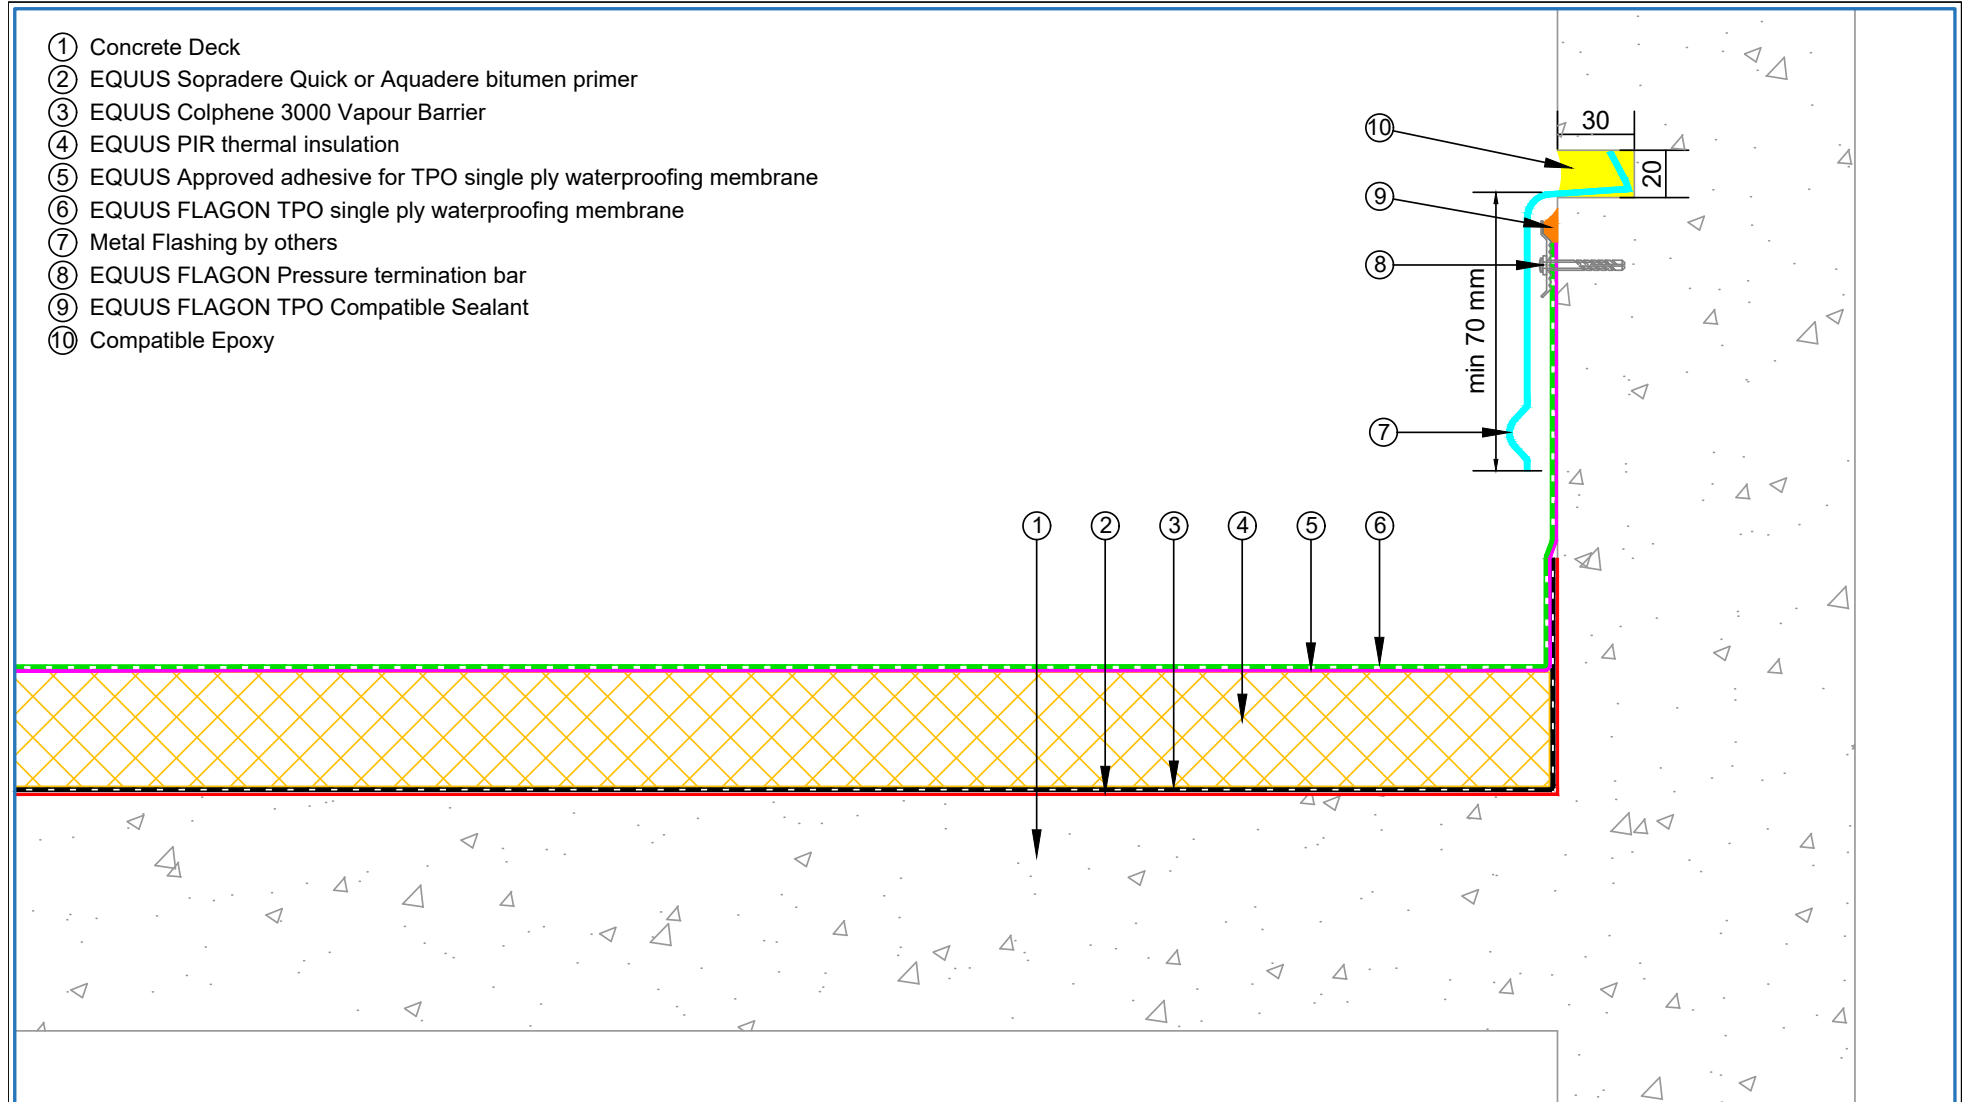 ① Concrete Deck
② EQUUS Sopradere Quick or Aquadere bitumen primer
③ EQUUS Colphene 3000 Vapour Barrier
④ EQUUS PIR thermal insulation
⑤ EQUUS Approved adhesive for TPO single ply waterproofing membrane
⑥ EQUUS FLAGON TPO single ply waterproofing membrane
⑦ Metal Flashing by others
⑧ EQUUS FLAGON Pressure termination bar
⑨ EQUUS FLAGON TPO Compatible Sealant
⑩ Compatible Epoxy
⑩
30
20
⑨
⑧
min 70 mm
⑦
① ② ③ ④ ⑤ ⑥